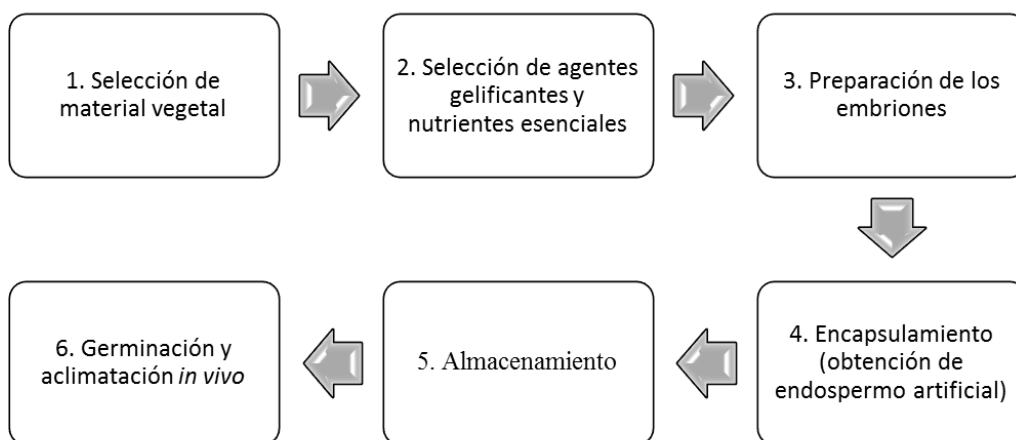 1. Selección de
material vegetal
2. Selección de agentes
gelificantes y
nutrientes esenciales
3. Preparación de los
embriones
4. Encapsulamiento
(obtención de
endospermo artificial)
5. Almacenamiento
6. Germinación y
aclimatación in vivo